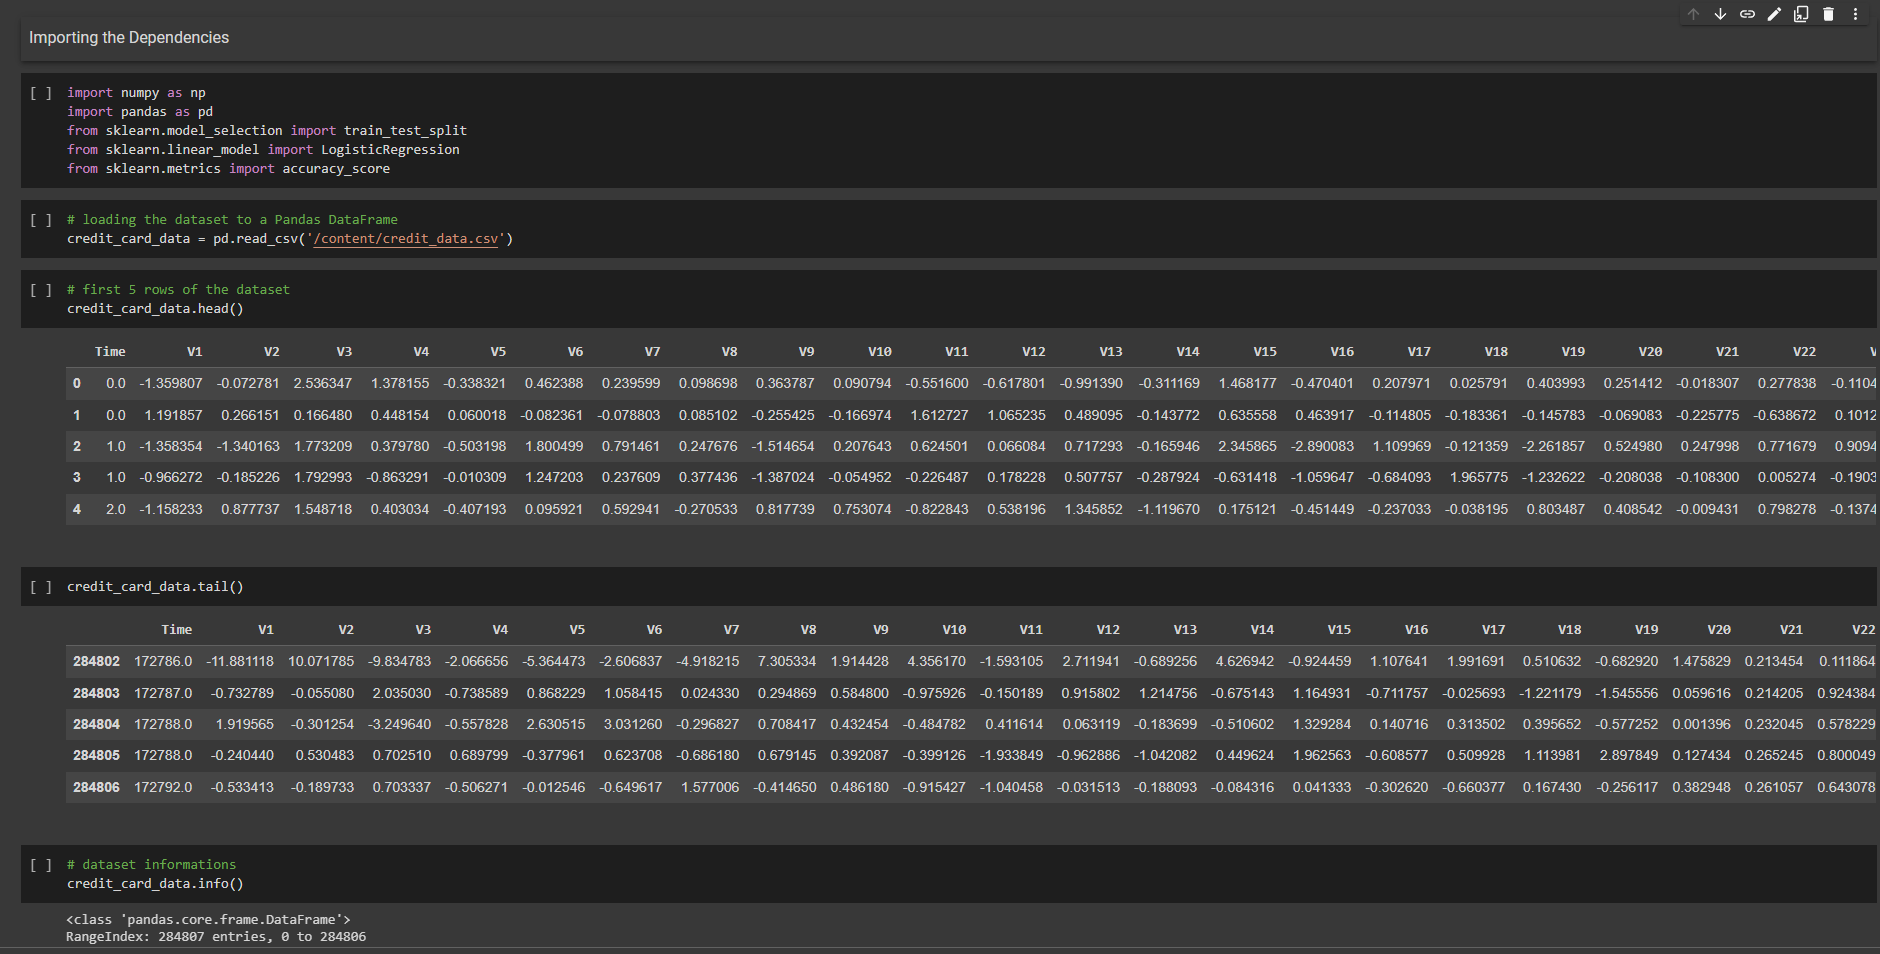 Importing the Dependencies
[ ] import numpy as np
import pandas as pd
from sklearn.model_selection import train_test_split
from sklearn.linear_model import LogisticRegression
from sklearn.metrics import accuracy_score
[ ] # loading the dataset to a Pandas DataFrame
credit_card_data = pd.read_csv('/content/credit_data.csv')
[ ] # first 5 rows of the dataset
credit_card_data.head()
Time V1 V2 V3 V4 V5 V6 V7 V8 V9 V10 V11 V12 V13 V14 V15 V16 V17 V18 V19 V20 V21 V22 V
0 0.0 -1.359807 -0.072781 2.536347 1.378155 -0.338321 0.462388 0.239599 0.098698 0.363787 0.090794 -0.551600 -0.617801 -0.991390 -0.311169 1.468177 -0.470401 0.207971 0.025791 0.403993 0.251412 -0.018307 0.277838 -0.1104
1 0.0 1.191857 0.266151 0.166480 0.448154 0.060018 -0.082361 -0.078803 0.085102 -0.255425 -0.166974 1.612727 1.065235 0.489095 -0.143772 0.635558 0.463917 -0.114805 -0.183361 -0.145783 -0.069083 -0.225775 -0.638672 0.1012
2 1.0 -1.358354 -1.340163 1.773209 0.379780 -0.503198 1.800499 0.791461 0.247676 -1.514654 0.207643 0.624501 0.066084 0.717293 -0.165946 2.345865 -2.890083 1.109969 -0.121359 -2.261857 0.524980 0.247998 0.771679 0.9094
3 1.0 -0.966272 -0.185226 1.792993 -0.863291 -0.010309 1.247203 0.237609 0.377436 -1.387024 -0.054952 -0.226487 0.178228 0.507757 -0.287924 -0.631418 -1.059647 -0.684093 1.965775 -1.232622 -0.208038 -0.108300 0.005274 -0.1903
4 2.0 -1.158233 0.877737 1.548718 0.403034 -0.407193 0.095921 0.592941 -0.270533 0.817739 0.753074 -0.822843 0.538196 1.345852 -1.119670 0.175121 -0.451449 -0.237033 -0.038195 0.803487 0.408542 -0.009431 0.798278 -0.1374
[ ] credit_card_data.tail()
Time V1 V2 V3 V4 V5 V6 V7 V8 V9 V10 V11 V12 V13 V14 V15 V16 V17 V18 V19 V20 V21 V22
284802 172786.0 -11.881118 10.071785 -9.834783 -2.066656 -5.364473 -2.606837 -4.918215 7.305334 1.914428 4.356170 -1.593105 2.711941 -0.689256 4.626942 -0.924459 1.107641 1.991691 0.510632 -0.682920 1.475829 0.213454 0.111864
284803 172787.0 -0.732789 -0.055080 2.035030 -0.738589 0.868229 1.058415 0.024330 0.294869 0.584800 -0.975926 -0.150189 0.915802 1.214756 -0.675143 1.164931 -0.711757 -0.025693 -1.221179 -1.545556 0.059616 0.214205 0.924384
284804 172788.0 1.919565 -0.301254 -3.249640 -0.557828 2.630515 3.031260 -0.296827 0.708417 0.432454 -0.484782 0.411614 0.063119 -0.183699 -0.510602 1.329284 0.140716 0.313502 0.395652 -0.577252 0.001396 0.232045 0.578229
284805 172788.0 -0.240440 0.530483 0.702510 0.689799 -0.377961 0.623708 -0.686180 0.679145 0.392087 -0.399126 -1.933849 -0.962886 -1.042082 0.449624 1.962563 -0.608577 0.509928 1.113981 2.897849 0.127434 0.265245 0.800049
284806 172792.0 -0.533413 -0.189733 0.703337 -0.506271 -0.012546 -0.649617 1.577006 -0.414650 0.486180 -0.915427 -1.040458 -0.031513 -0.188093 -0.084316 0.041333 -0.302620 -0.660377 0.167430 -0.256117 0.382948 0.261057 0.643078
[ ] # dataset informations
credit_card_data.info()
<class 'pandas.core.frame.DataFrame'>
RangeIndex: 284807 entries, 0 to 284806